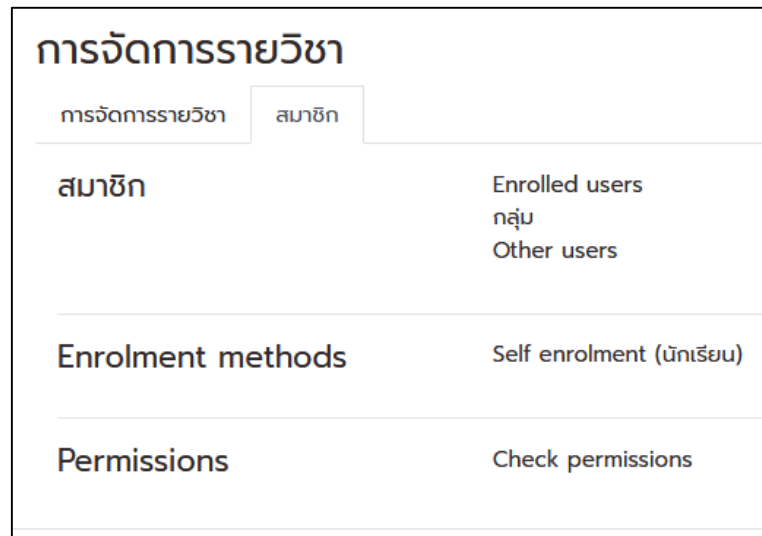 การจัดการรายวิชา
การจัดการรายวิชา สมาชิก
สมาชิก Enrolled users
กลุ่ม
Other users
Enrolment methods Self enrolment (นักเรียน)
Permissions Check permissions